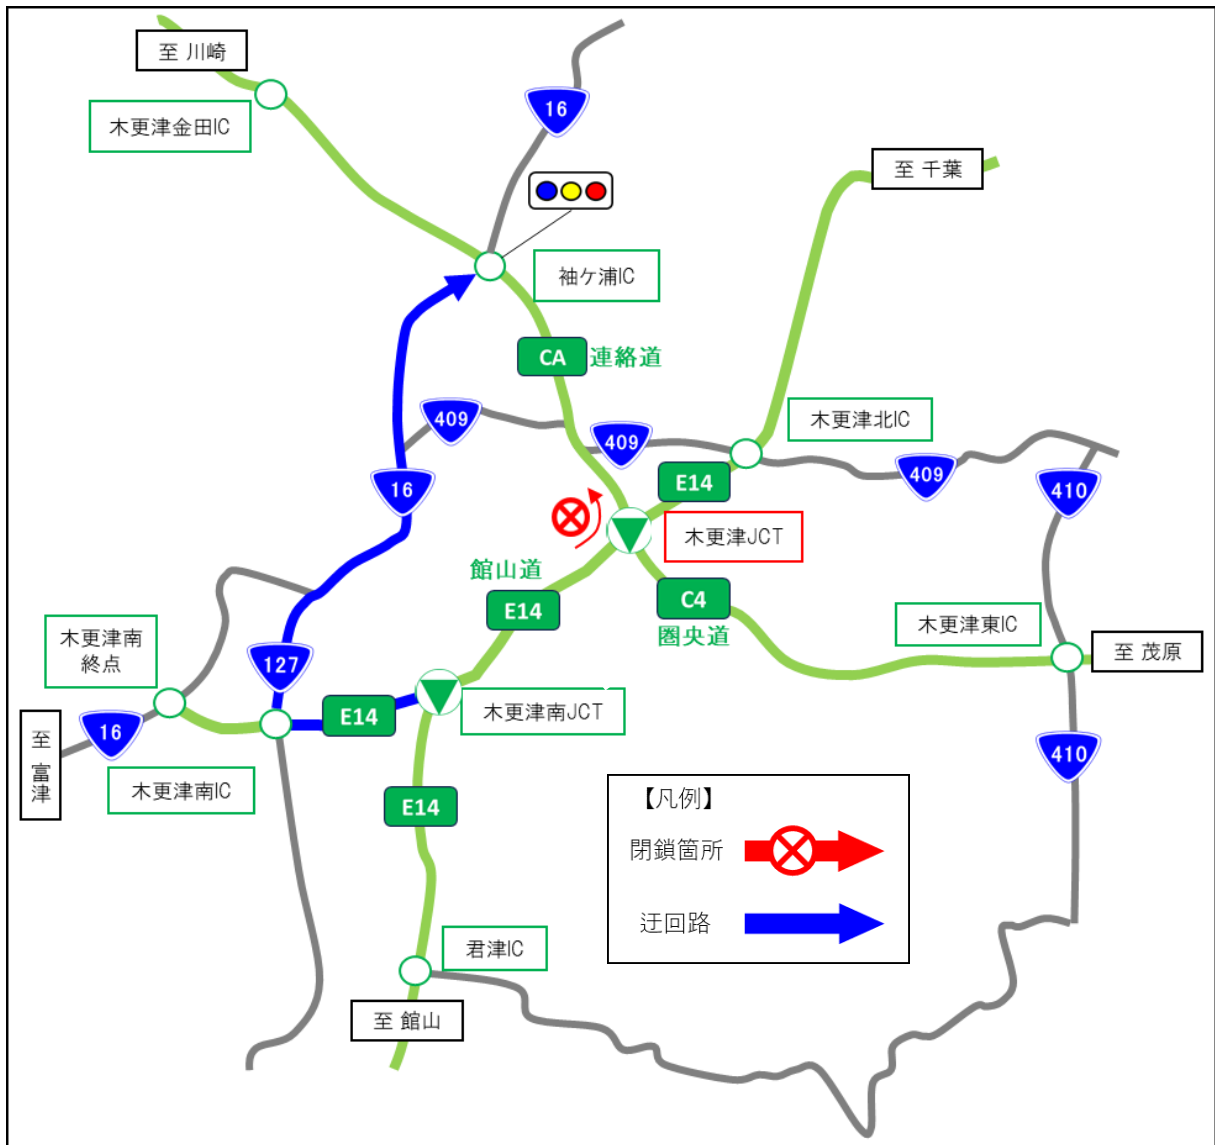 至 川崎
木更津金田IC
16
至 千葉
袖ケ浦IC
CA
連絡道
409
409
木更津北IC
409
E14
16
410
木更津JCT
館山道
E14
C4
圏央道
木更津東IC
至 茂原
木更津南
終点
127
E14
木更津南JCT
16
至 富津
木更津南IC
410
E14
【凡例】
閉鎖箇所
迂回路
君津IC
至 館山